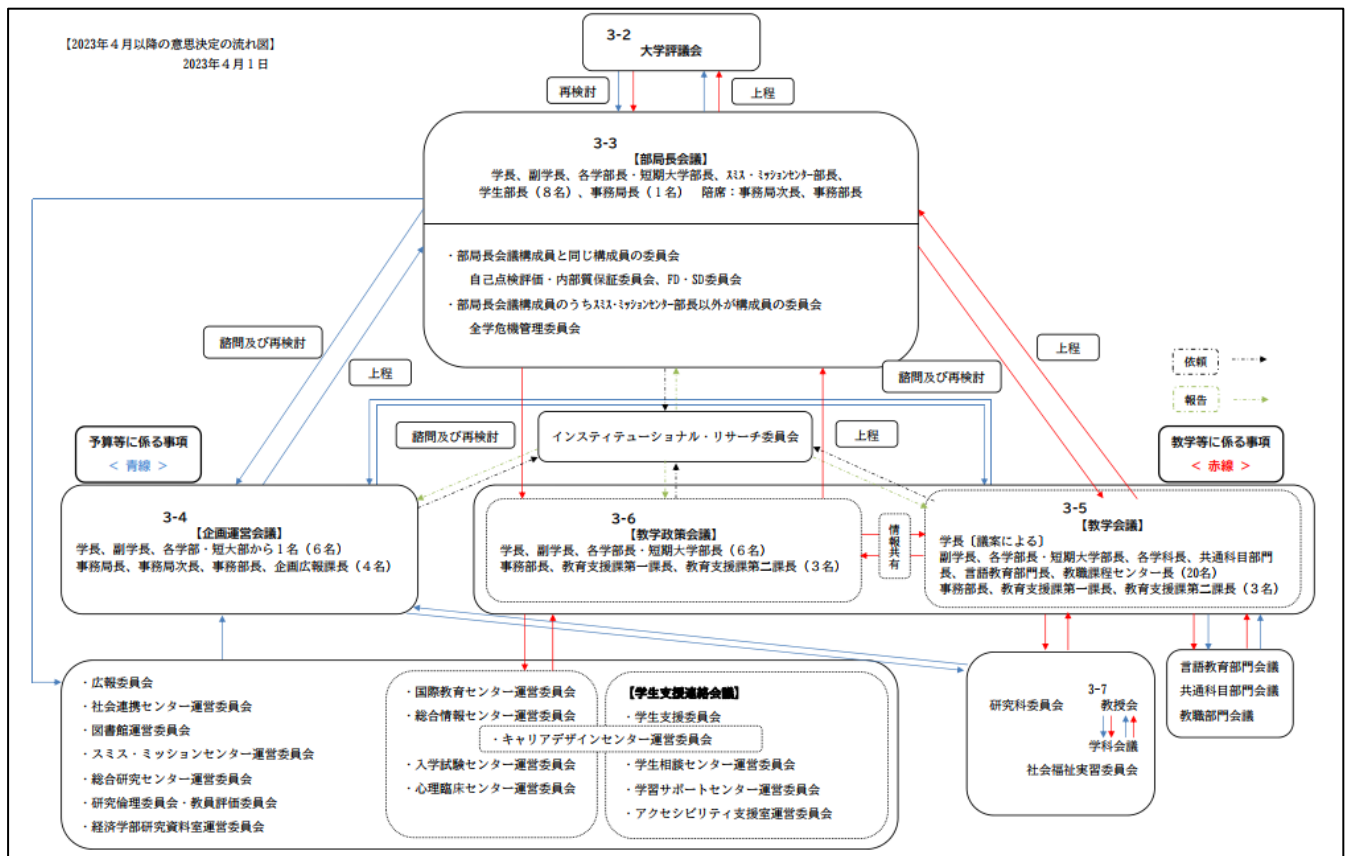 【2023年4月以降の意思決定の流れ図】
2023年4月1日
3-2
大学評議会
再検討
上程
3-3
【部局長会議】
学長、副学長、各学部長・短期大学部長、スミス・ミッションセンター部長、
学生部長（8名）、事務局長（1名）　陪席：事務局次長、事務部長
・部局長会議構成員と同じ構成員の委員会
自己点検評価・内部質保証委員会、FD・SD委員会
・部局長会議構成員のうちスミス・ミッションセンター部長以外が構成員の委員会
全学危機管理委員会
諮問及び再検討
上程
諮問及び再検討
上程
依頼
報告
予算等に係る事項
< 青線 >
諮問及び再検討
インスティテューショナル・リサーチ委員会
上程
教学等に係る事項
< 赤線 >
3-4
【企画運営会議】
学長、副学長、各学部・短大部から1名（6名）
事務局長、事務局次長、事務部長、企画広報課長（4名）
3-6
【教学政策会議】
学長、副学長、各学部長・短期大学部長（6名）
事務部長、教育支援課第一課長、教育支援課第二課長（3名）
情報共有
3-5
【教学会議】
学長〔議案による〕
副学長、各学部長・短期大学部長、各学科長、共通科目部門
長、言語教育部門長、教職課程センター長（20名）
事務部長、教育支援課第一課長、教育支援課第二課長（3名）
・広報委員会
・社会連携センター運営委員会
・図書館運営委員会
・スミス・ミッションセンター運営委員会
・総合研究センター運営委員会
・研究倫理委員会・教員評価委員会
・経済学部研究資料室運営委員会
・国際教育センター運営委員会
・総合情報センター運営委員会
・キャリアデザインセンター運営委員会
・入学試験センター運営委員会
・心理臨床センター運営委員会
【学生支援連絡会議】
・学生支援委員会
・学生相談センター運営委員会
・学習サポートセンター運営委員会
・アクセシビリティ支援室運営委員会
3-7
研究科委員会　教授会
学科会議
社会福祉実習委員会
言語教育部門会議
共通科目部門会議
教職部門会議